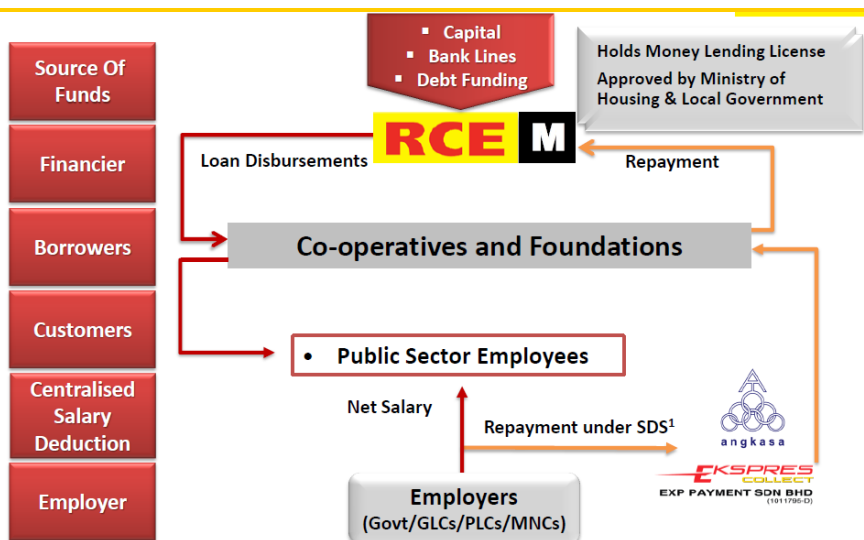 Source Of
Funds
Financier
Borrowers
Customers
Centralised
Salary
Deduction
Employer
▪ Capital
▪ Bank Lines
▪ Debt Funding
Holds Money Lending License
Approved by Ministry of
Housing & Local Government
RCE M
Loan Disbursements
Repayment
Co-operatives and Foundations
• Public Sector Employees
Net Salary
Repayment under SDS¹
angkasa
EKSPRES
COLLECT
EXP PAYMENT SDN BHD
(1011795-D)
Employers
(Govt/GLCs/PLCs/MNCs)